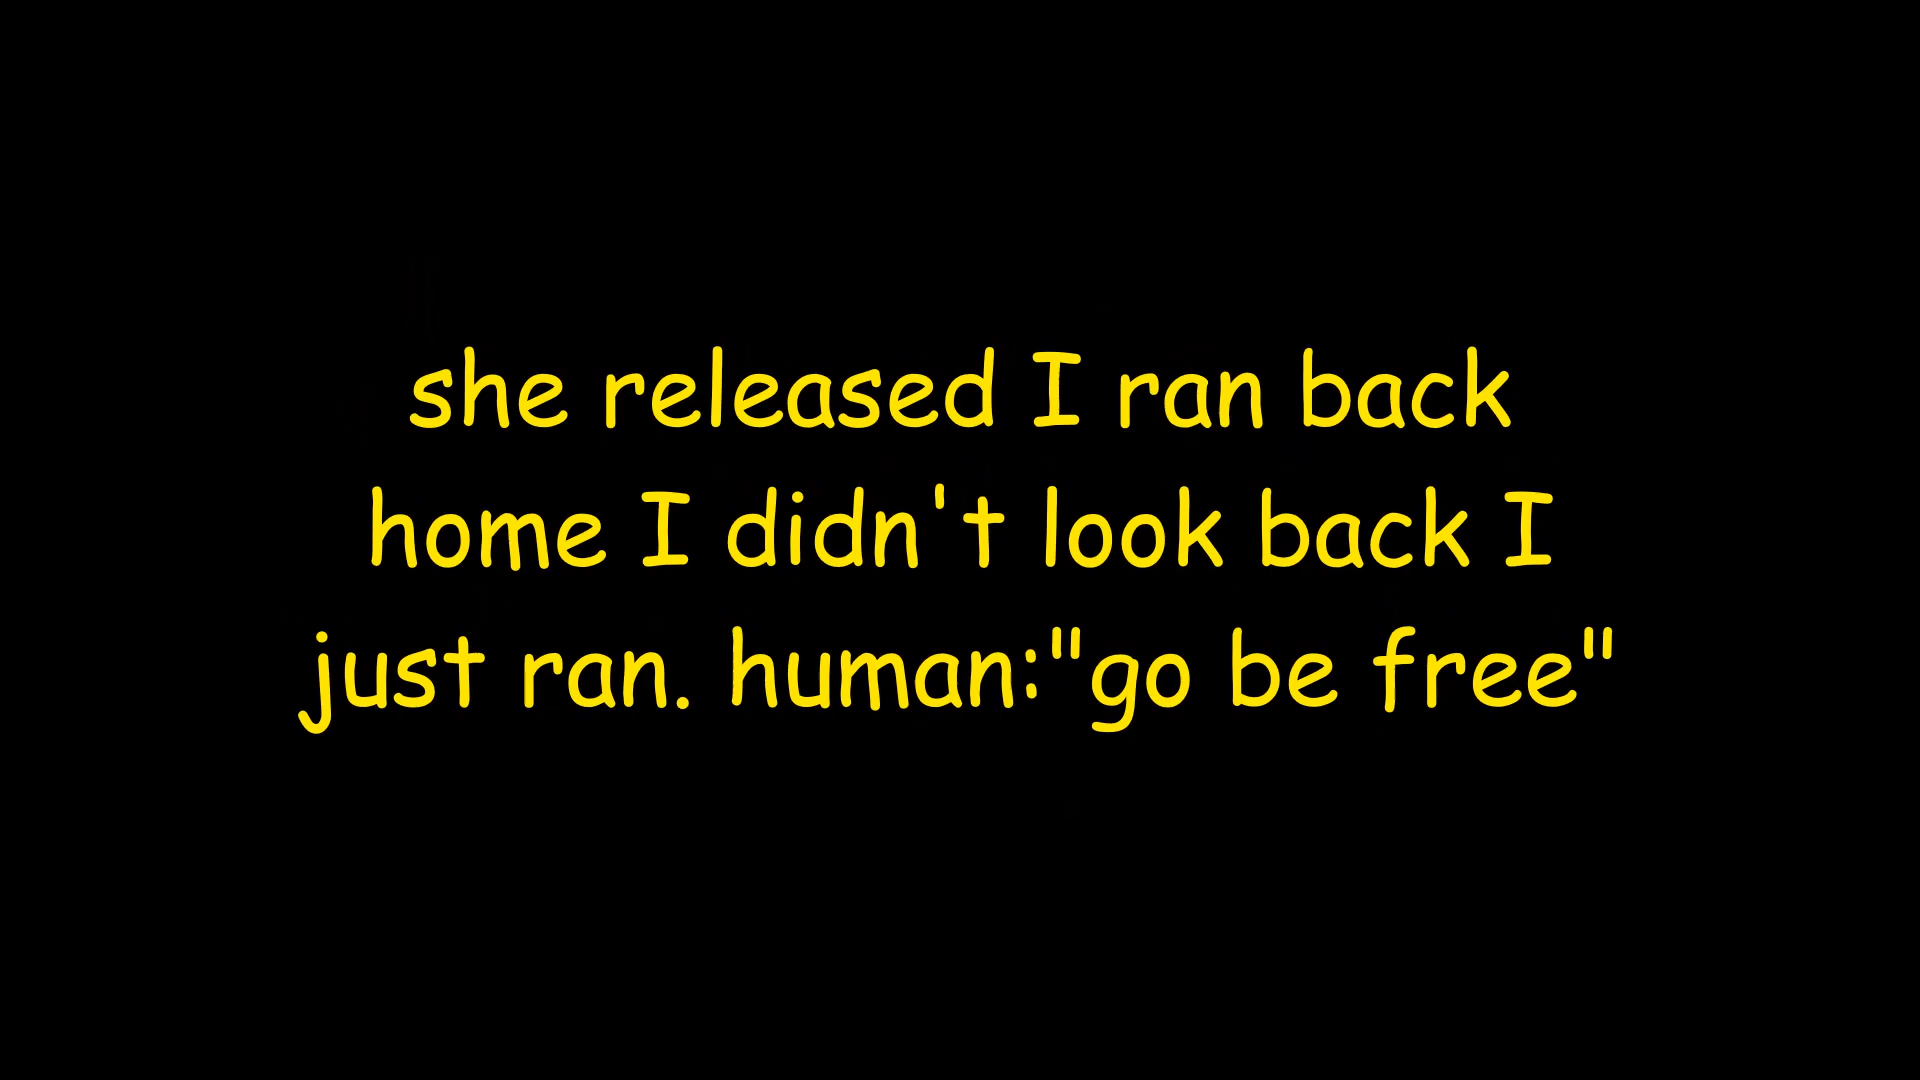 she released I ran back
home I didn't look back I
just ran. human:"go be free"